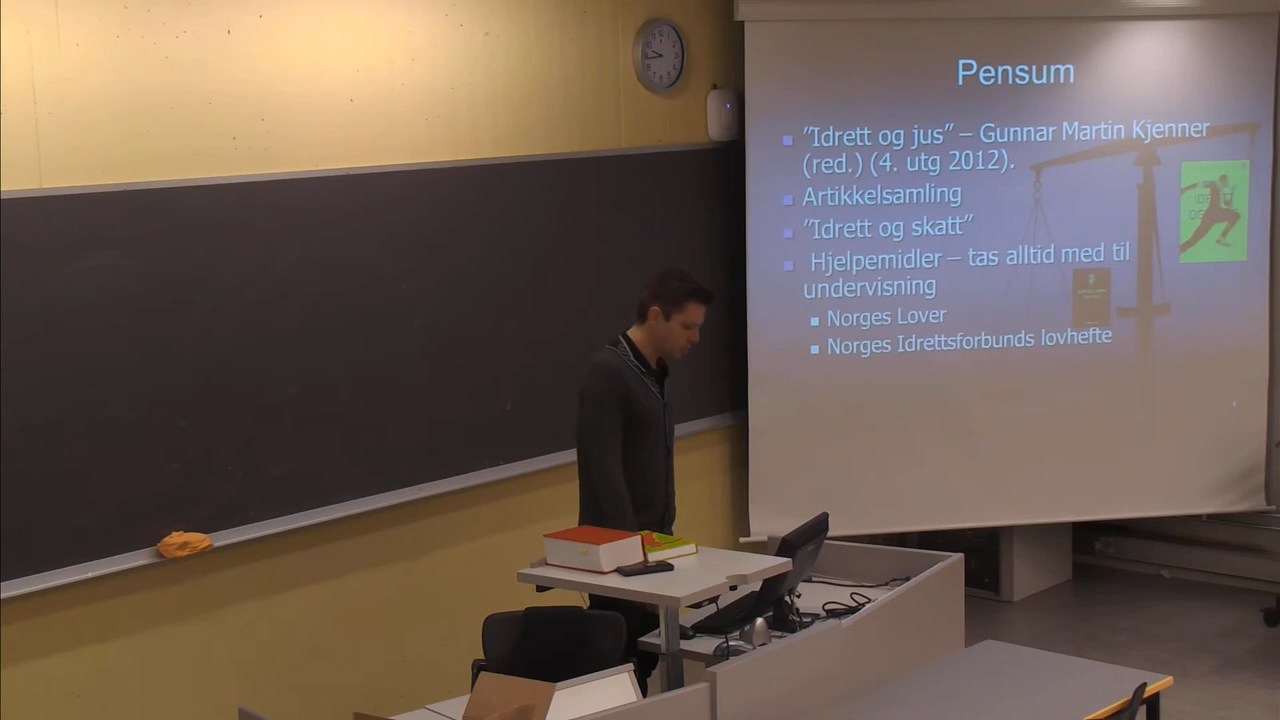 Pensum
"Idrett og jus" – Gunnar Martin Kjenner
(red.) (4. utg 2012).
Artikkelsamling
"Idrett og skatt"
Hjelpemidler – tas alltid med til
undervisning
Norges Lover
Norges Idrettsforbunds lovhefte